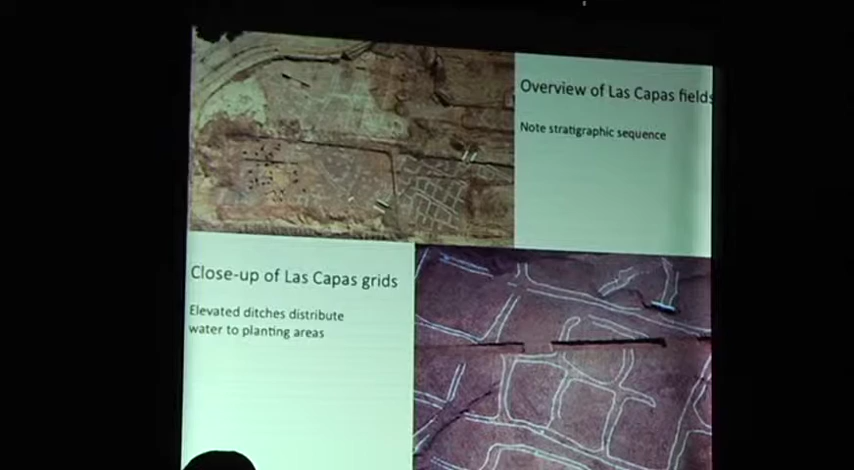 Overview of Las Capas fields
Note stratigraphic sequence
Close-up of Las Capas grids
Elevated ditches distribute
water to planting areas